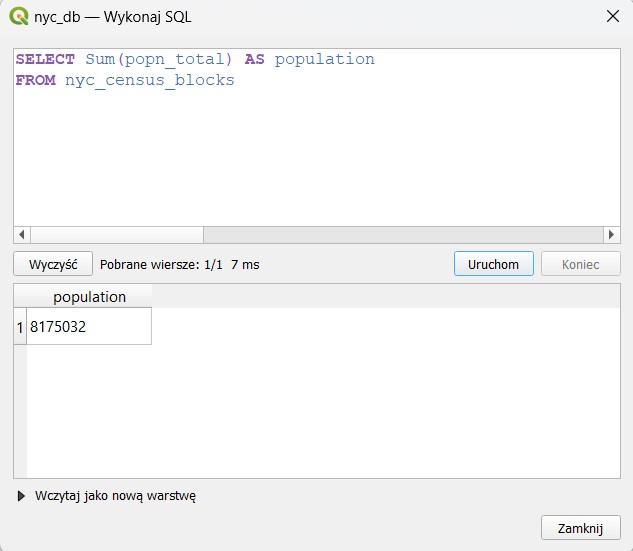 nyc_db — Wykonaj SQL
SELECT Sum(popn_total) AS population
FROM nyc_census_blocks
Wyczyść Pobrane wiersze: 1/1 7 ms Uruchom Koniec
population
1 8175032
Wczytaj jako nową warstwę
Zamknij